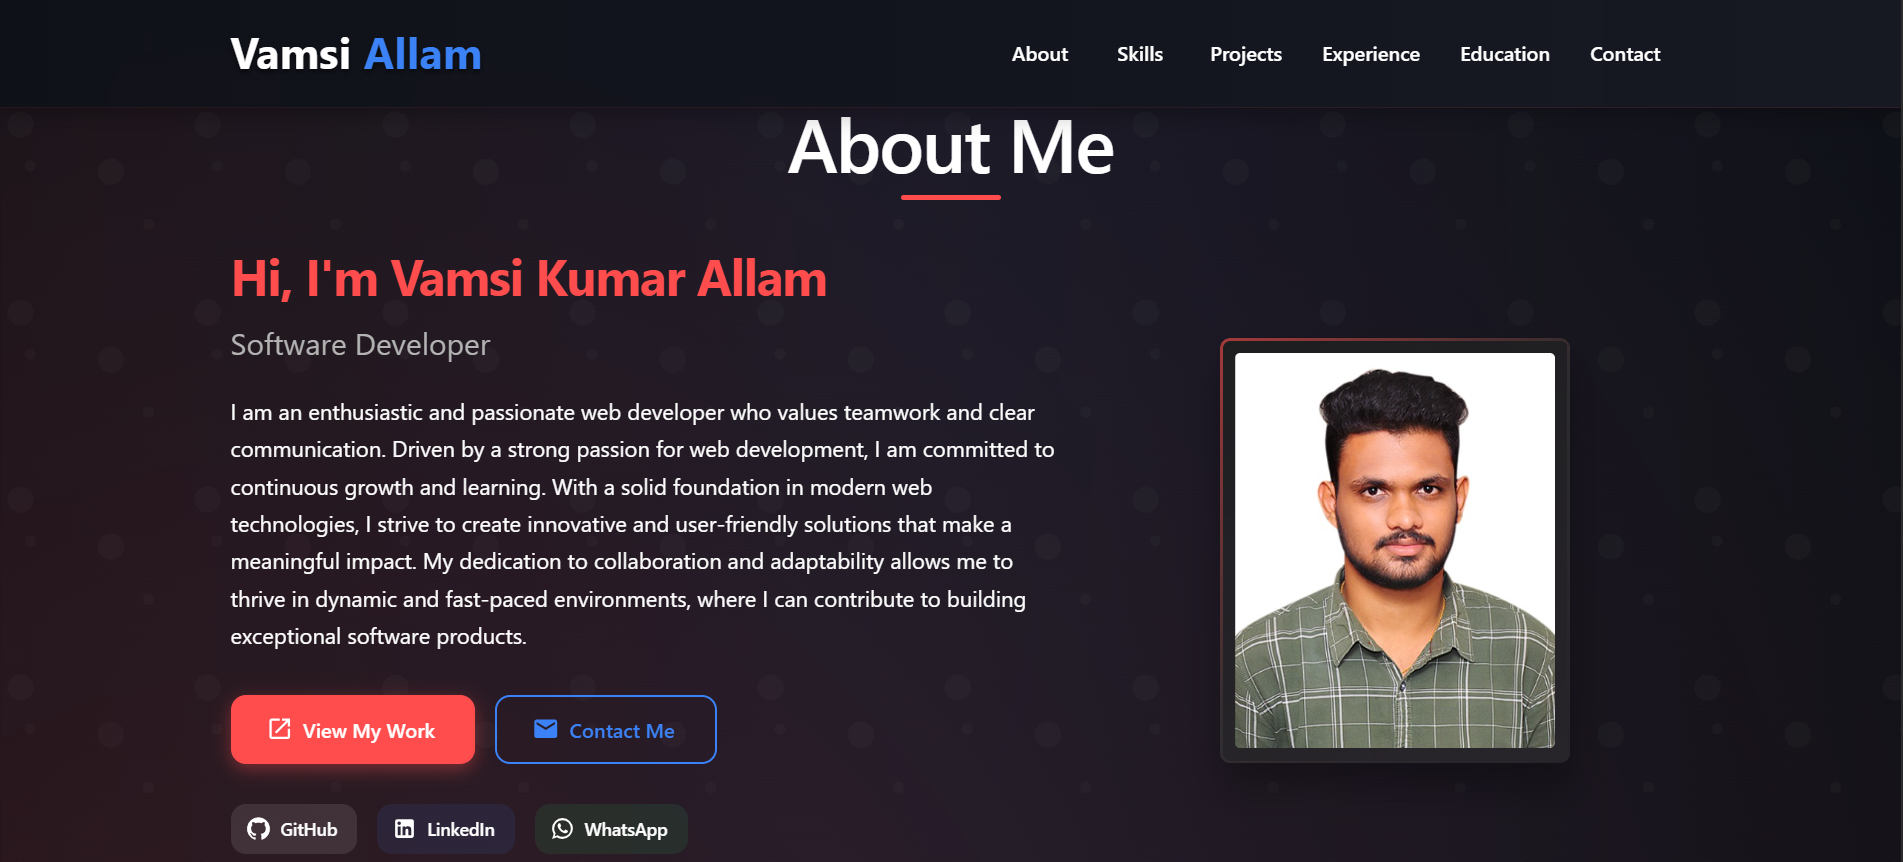 Vamsi Allam
About Skills Projects Experience Education Contact
About Me
Hi, I'm Vamsi Kumar Allam
Software Developer
I am an enthusiastic and passionate web developer who values teamwork and clear
communication. Driven by a strong passion for web development, I am committed to
continuous growth and learning. With a solid foundation in modern web
technologies, I strive to create innovative and user-friendly solutions that make a
meaningful impact. My dedication to collaboration and adaptability allows me to
thrive in dynamic and fast-paced environments, where I can contribute to building
exceptional software products.
View My Work
Contact Me
GitHub
LinkedIn
WhatsApp